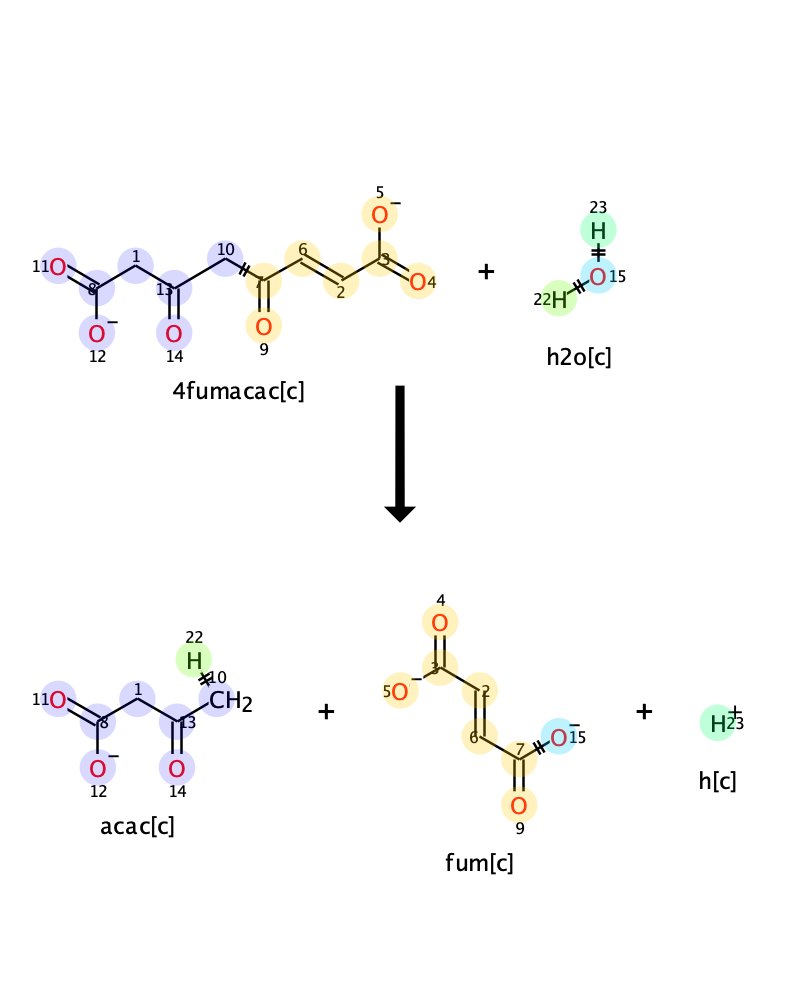 5
O −
23
H
11 O 8 1 13 10 7 6 2 3 O 4
+
O 15
22 H
O − O O
12 14 9
h2o[c]
4fumacac[c]
4
O
22
H
10
11 O 8 1 13 CH2
3
5 O − 2
+
6 7 O − 15
+
H + 23
O − O
12 14
O
9
h[c]
acac[c]
fum[c]